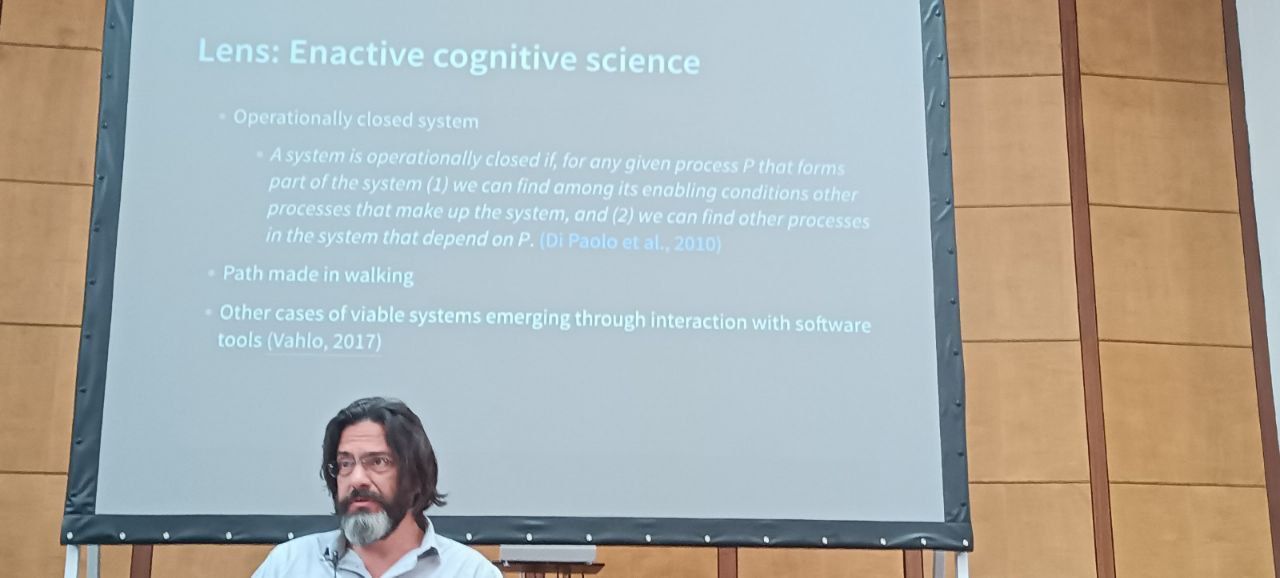 Lens: Enactive cognitive science
• Operationally closed system
• A system is operationally closed if, for any given process P that forms
part of the system (1) we can find among its enabling conditions other
processes that make up the system, and (2) we can find other processes
in the system that depend on P. (Di Paolo et al., 2010)
• Path made in walking
• Other cases of viable systems emerging through interaction with software
tools (Vahlo, 2017)